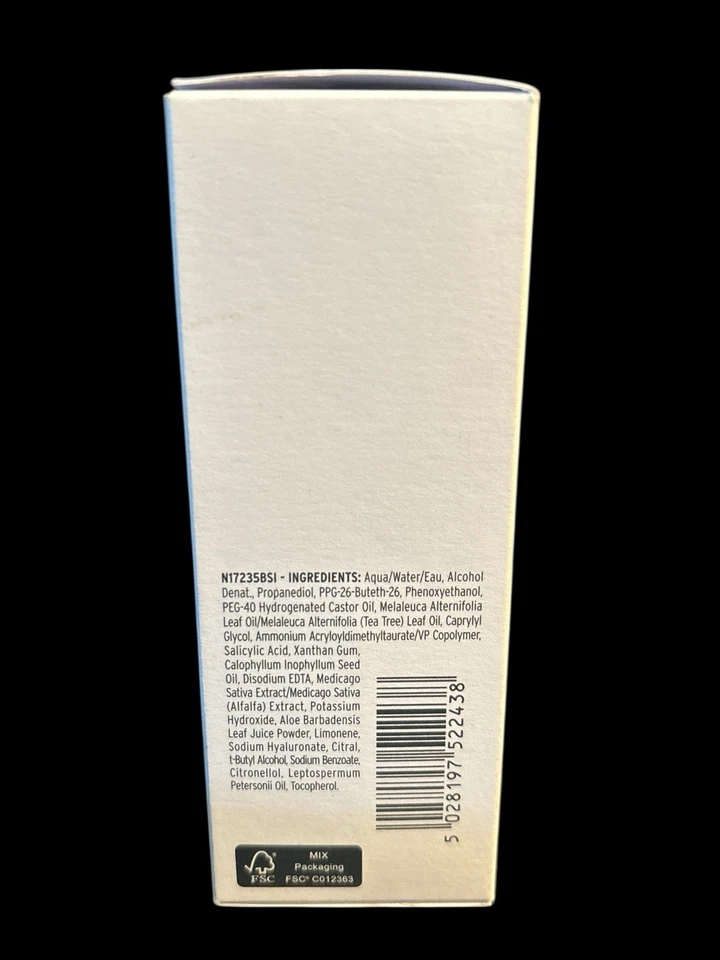 N17235BSI - INGREDIENTS: Aqua/Water/Eau, Alcohol
Denat., Propanediol, PPG-26-Buteth-26, Phenoxyethanol,
PEG-40 Hydrogenated Castor Oil, Melaleuca Alternifolia
Leaf Oil/Melaleuca Alternifolia (Tea Tree) Leaf Oil, Caprylyl
Glycol, Ammonium Acryloyldimethyltaurate/VP Copolymer,
Salicylic Acid, Xanthan Gum,
Calophyllum Inophyllum Seed
Oil, Disodium EDTA, Medicago
Sativa Extract/Medicago Sativa
(Alfalfa) Extract, Potassium
Hydroxide, Aloe Barbadensis
Leaf Juice Powder, Limonene,
Sodium Hyaluronate, Citral,
t-Butyl Alcohol, Sodium Benzoate,
Citronellol, Leptospermum
Petersonii Oil, Tocopherol.
5 028197 522438
FSC
MIX
Packaging
FSC® C012363